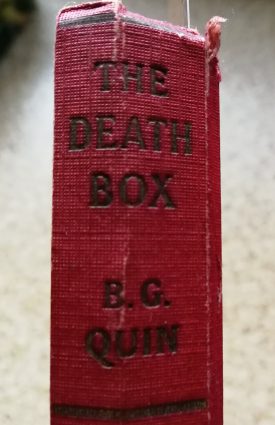 THE
DEATH
BOX
B. G.
QUIN